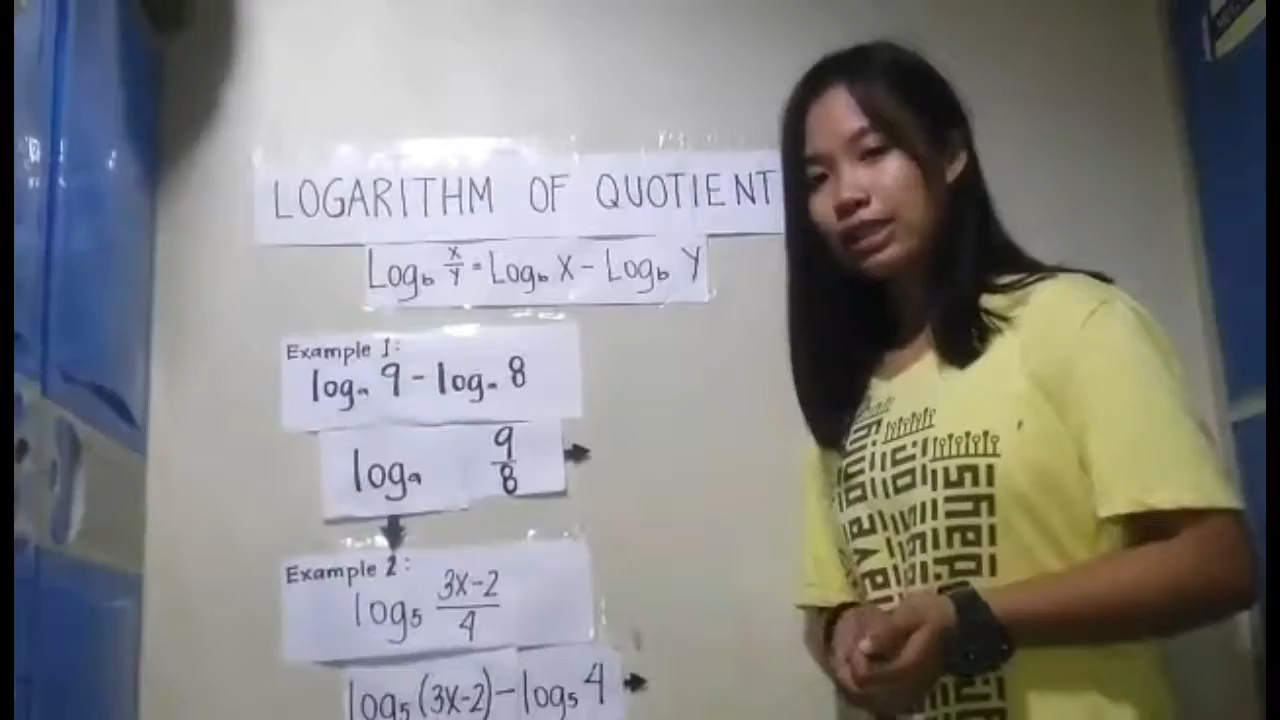 LOGARITHM OF QUOTIENT
Log_b X/Y = Log_b X - Log_b Y
Example 1:
log_a 9 - log_a 8
log_a 9/8
Example 2:
log_5 (3X-2)/4
log_5 (3X-2) - log_5 4